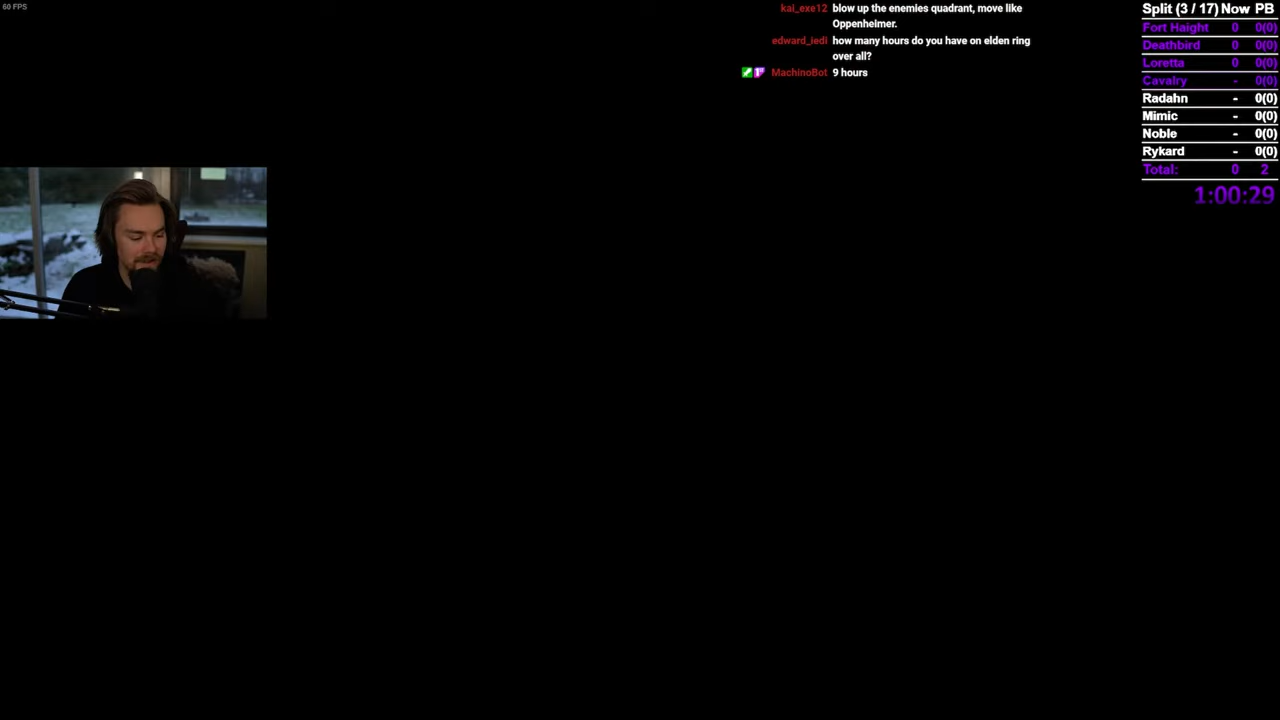 60 FPS
kai_exe12 blow up the enemies quadrant, move like
Oppenheimer.
edward_jedi how many hours do you have on elden ring
over all?
MachinoBot 9 hours
Split (3 / 17) Now PB
Fort Haight 0 0(0)
Deathbird 0 0(0)
Loretta 0 0(0)
Cavalry - 0(0)
Radahn - 0(0)
Mimic - 0(0)
Noble - 0(0)
Rykard - 0(0)
Total: 0 2
1:00:29